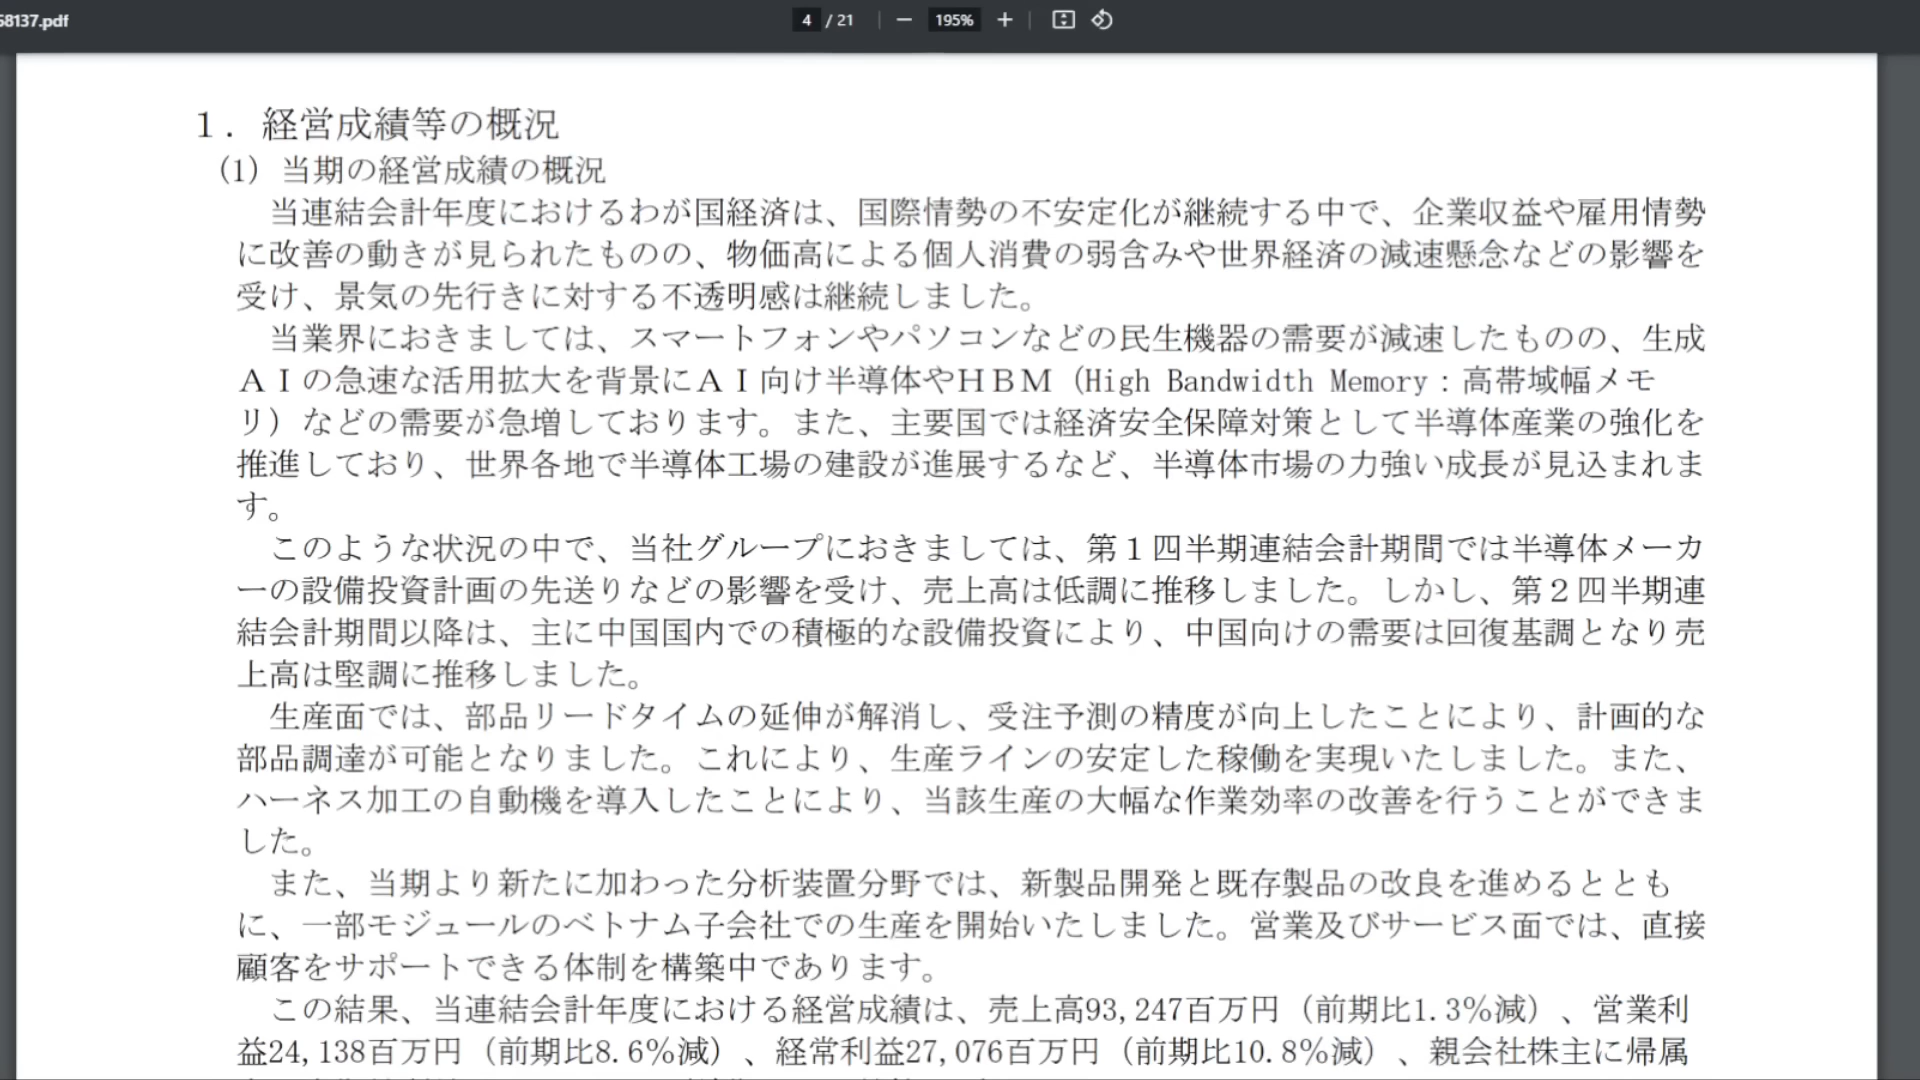 58137.pdf
4 / 21
195%
1. 経営成績等の概況
(1) 当期の経営成績の概況
当連結会計年度におけるわが国経済は、国際情勢の不安定化が継続する中で、企業収益や雇用情勢
に改善の動きが見られたものの、物価高による個人消費の弱含みや世界経済の減速懸念などの影響を
受け、景気の先行きに対する不透明感は継続しました。
当業界におきましては、スマートフォンやパソコンなどの民生機器の需要が減速したものの、生成
AIの急速な活用拡大を背景にAI向け半導体やHBM (High Bandwidth Memory:高帯域幅メモ
リ) などの需要が急増しております。また、主要国では経済安全保障対策として半導体産業の強化を
推進しており、世界各地で半導体工場の建設が進展するなど、半導体市場の力強い成長が見込まれま
す。
このような状況の中で、当社グループにおきましては、第1四半期連結会計期間では半導体メーカ
ーの設備投資計画の先送りなどの影響を受け、売上高は低調に推移しました。しかし、第2四半期連
結会計期間以降は、主に中国国内での積極的な設備投資により、中国向けの需要は回復基調となり売
上高は堅調に推移しました。
生産面では、部品リードタイムの延伸が解消し、受注予測の精度が向上したことにより、計画的な
部品調達が可能となりました。これにより、生産ラインの安定した稼働を実現いたしました。また、
ハーネス加工の自動機を導入したことにより、当該生産の大幅な作業効率の改善を行うことができま
した。
また、当期より新たに加わった分析装置分野では、新製品開発と既存製品の改良を進めるととも
に、一部モジュールのベトナム子会社での生産を開始いたしました。営業及びサービス面では、直接
顧客をサポートできる体制を構築中であります。
この結果、当連結会計年度における経営成績は、売上高93,247百万円 (前期比1.3%減) 、営業利
益24,138百万円 (前期比8.6%減) 、経常利益27,076百万円 (前期比10.8%減) 、親会社株主に帰属